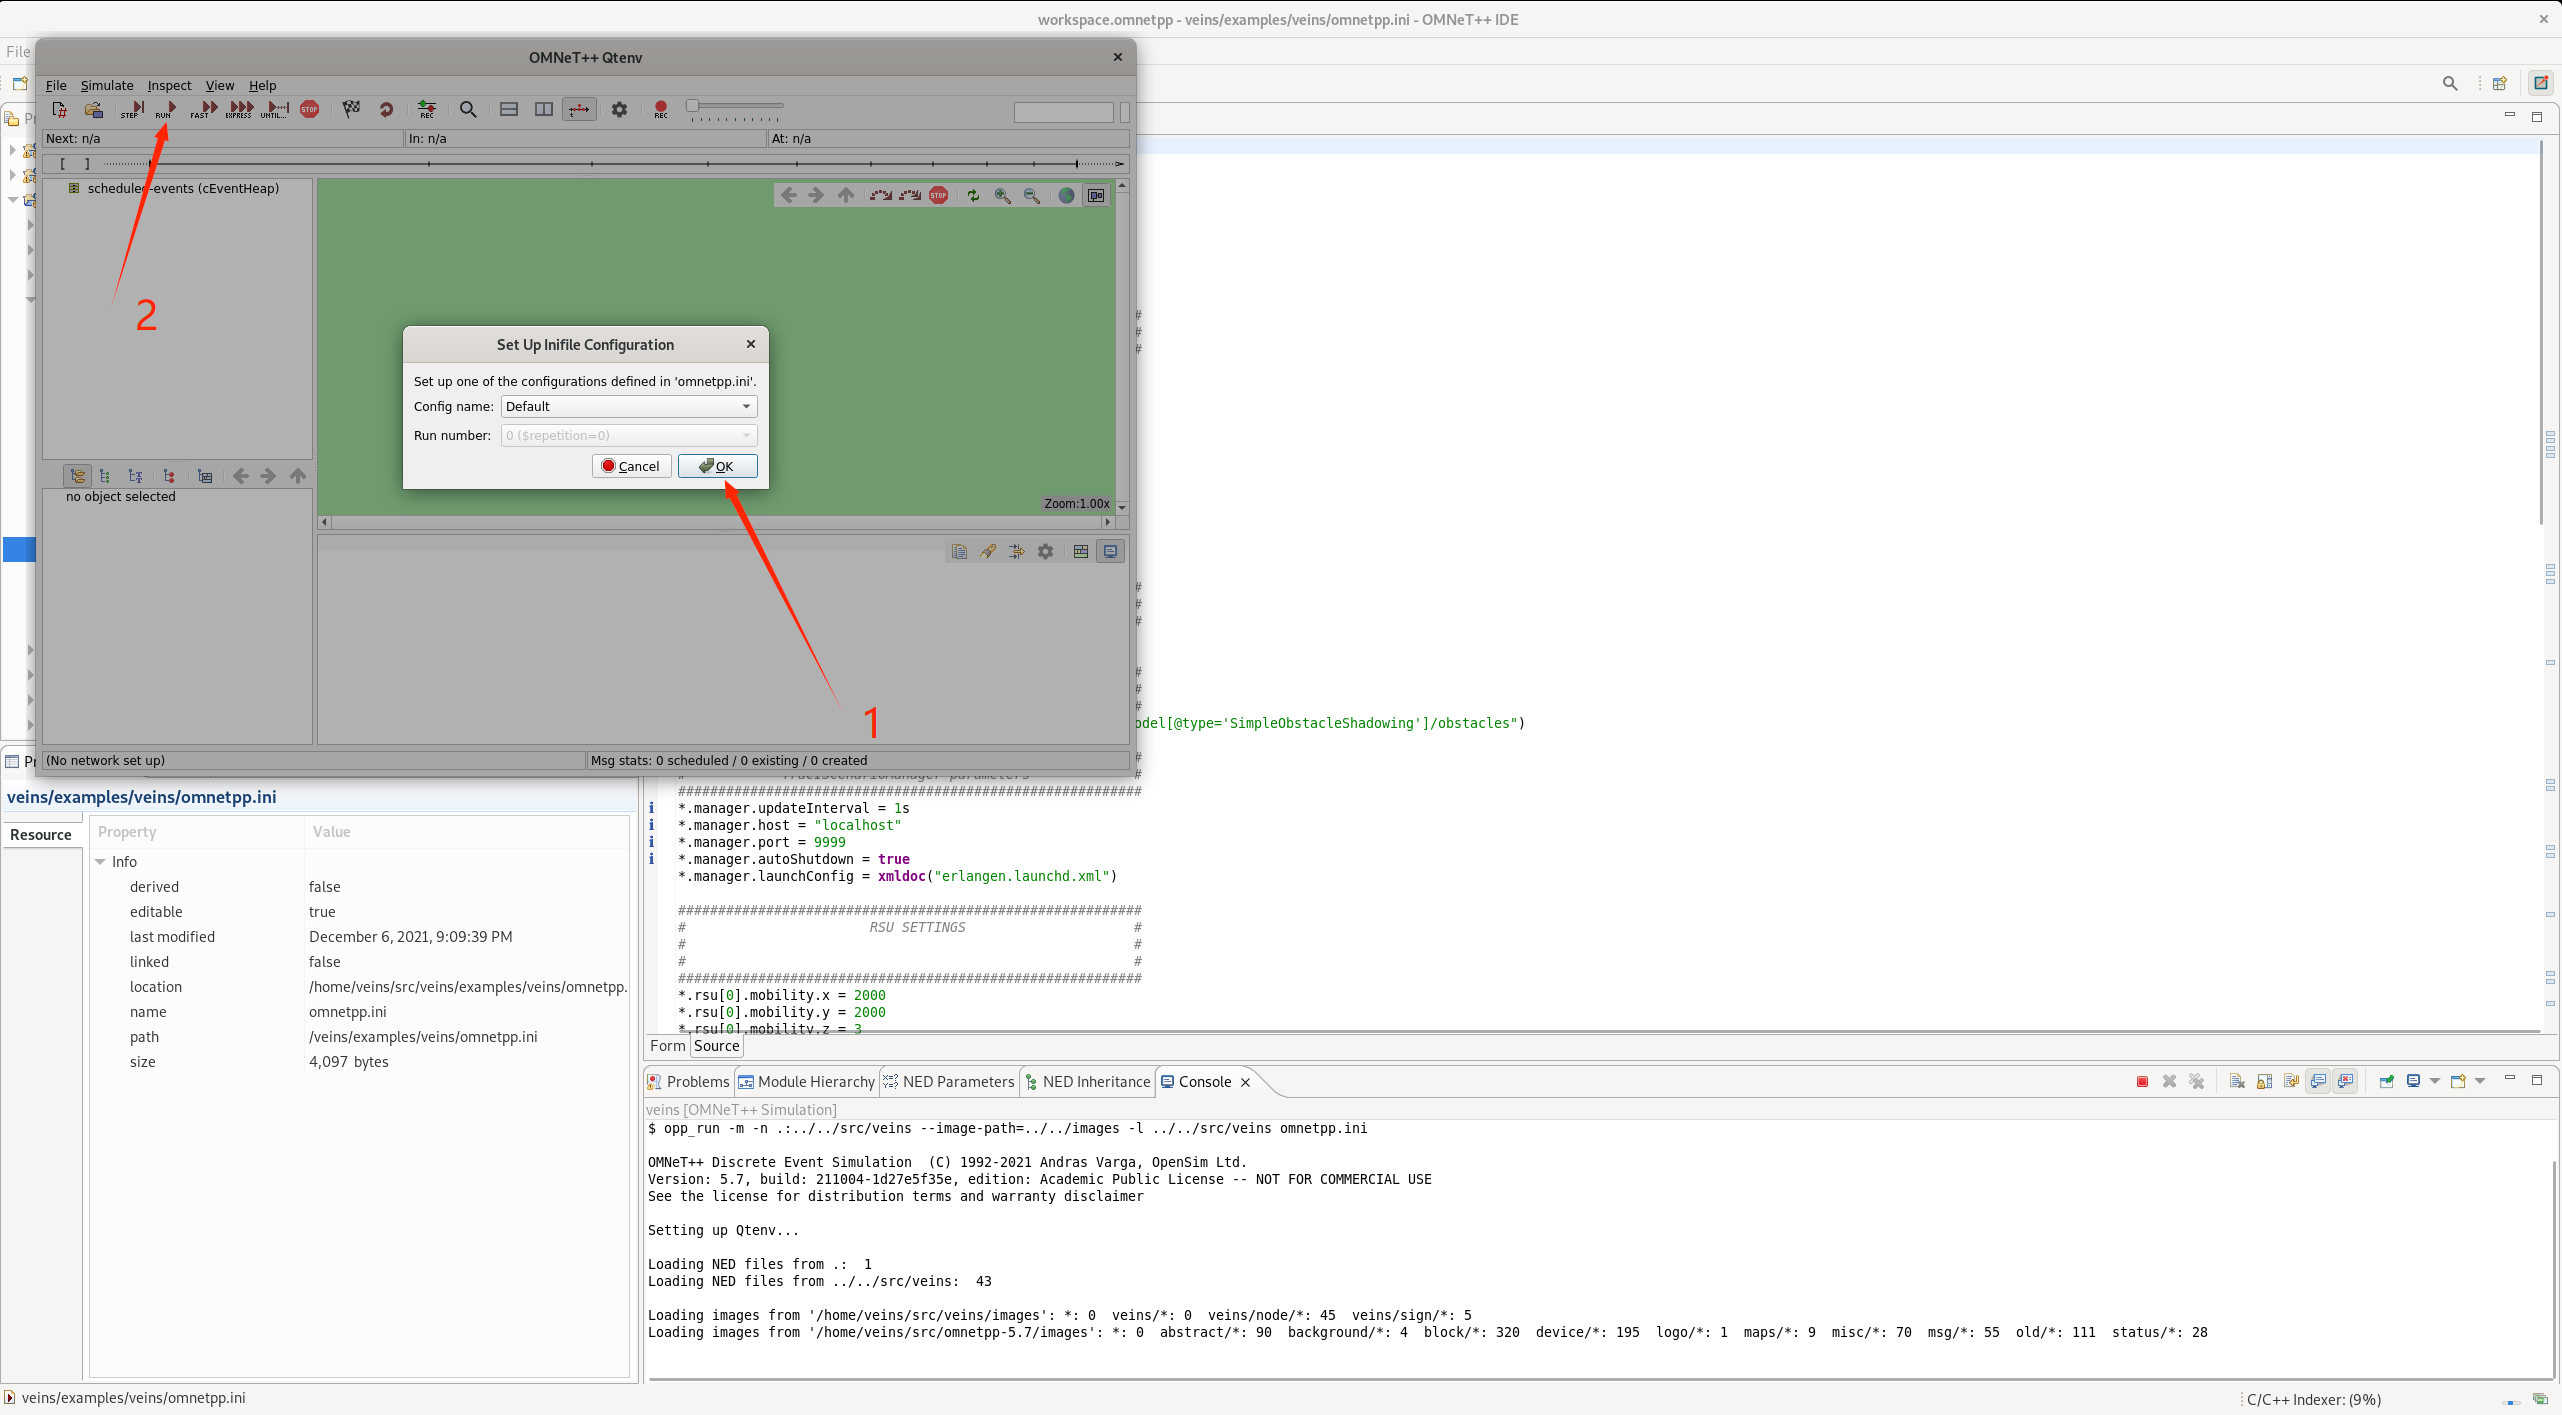 workspace.omnetpp - veins/examples/veins/omnetpp.ini - OMNeT++ IDE
File
OMNeT++ Qtenv
File Simulate Inspect View Help
STEP RUN FAST EXPRESS UNTIL... STOP REC REC
Next: n/a In: n/a At: n/a
[ ]
scheduled-events (cEventHeap)
STOP
2
Set Up Inifile Configuration
Set up one of the configurations defined in 'omnetpp.ini'.
Config name: Default
Run number: 0 ($repetition=0)
Cancel OK
no object selected
Zoom:1.00x
1
(No network set up) Msg stats: 0 scheduled / 0 existing / 0 created
#
#
#
#
#
#
#
#
#
odel[@type='SimpleObstacleShadowing']/obstacles")
#
# TraCIScenarioManager parameters #
##########################################################
*.manager.updateInterval = 1s
*.manager.host = "localhost"
*.manager.port = 9999
*.manager.autoShutdown = true
*.manager.launchConfig = xmldoc("erlangen.launchd.xml")
##########################################################
# RSU SETTINGS #
# #
# #
##########################################################
*.rsu[0].mobility.x = 2000
*.rsu[0].mobility.y = 2000
*.rsu[0].mobility.z = 3
Form Source
veins/examples/veins/omnetpp.ini
Resource
Property Value
Info
derived false
editable true
last modified December 6, 2021, 9:09:39 PM
linked false
location /home/veins/src/veins/examples/veins/omnetpp.
name omnetpp.ini
path /veins/examples/veins/omnetpp.ini
size 4,097 bytes
Problems Module Hierarchy NED Parameters NED Inheritance Console
veins [OMNeT++ Simulation]
$ opp_run -m -n .:../../src/veins --image-path=../../images -l ../../src/veins omnetpp.ini
OMNeT++ Discrete Event Simulation (C) 1992-2021 Andras Varga, OpenSim Ltd.
Version: 5.7, build: 211004-1d27e5f35e, edition: Academic Public License -- NOT FOR COMMERCIAL USE
See the license for distribution terms and warranty disclaimer
Setting up Qtenv...
Loading NED files from .: 1
Loading NED files from ../../src/veins: 43
Loading images from '/home/veins/src/veins/images': *: 0 veins/*: 0 veins/node/*: 45 veins/sign/*: 5
Loading images from '/home/veins/src/omnetpp-5.7/images': *: 0 abstract/*: 90 background/*: 4 block/*: 320 device/*: 195 logo/*: 1 maps/*: 9 misc/*: 70 msg/*: 55 old/*: 111 status/*: 28
veins/examples/veins/omnetpp.ini
C/C++ Indexer: (9%)